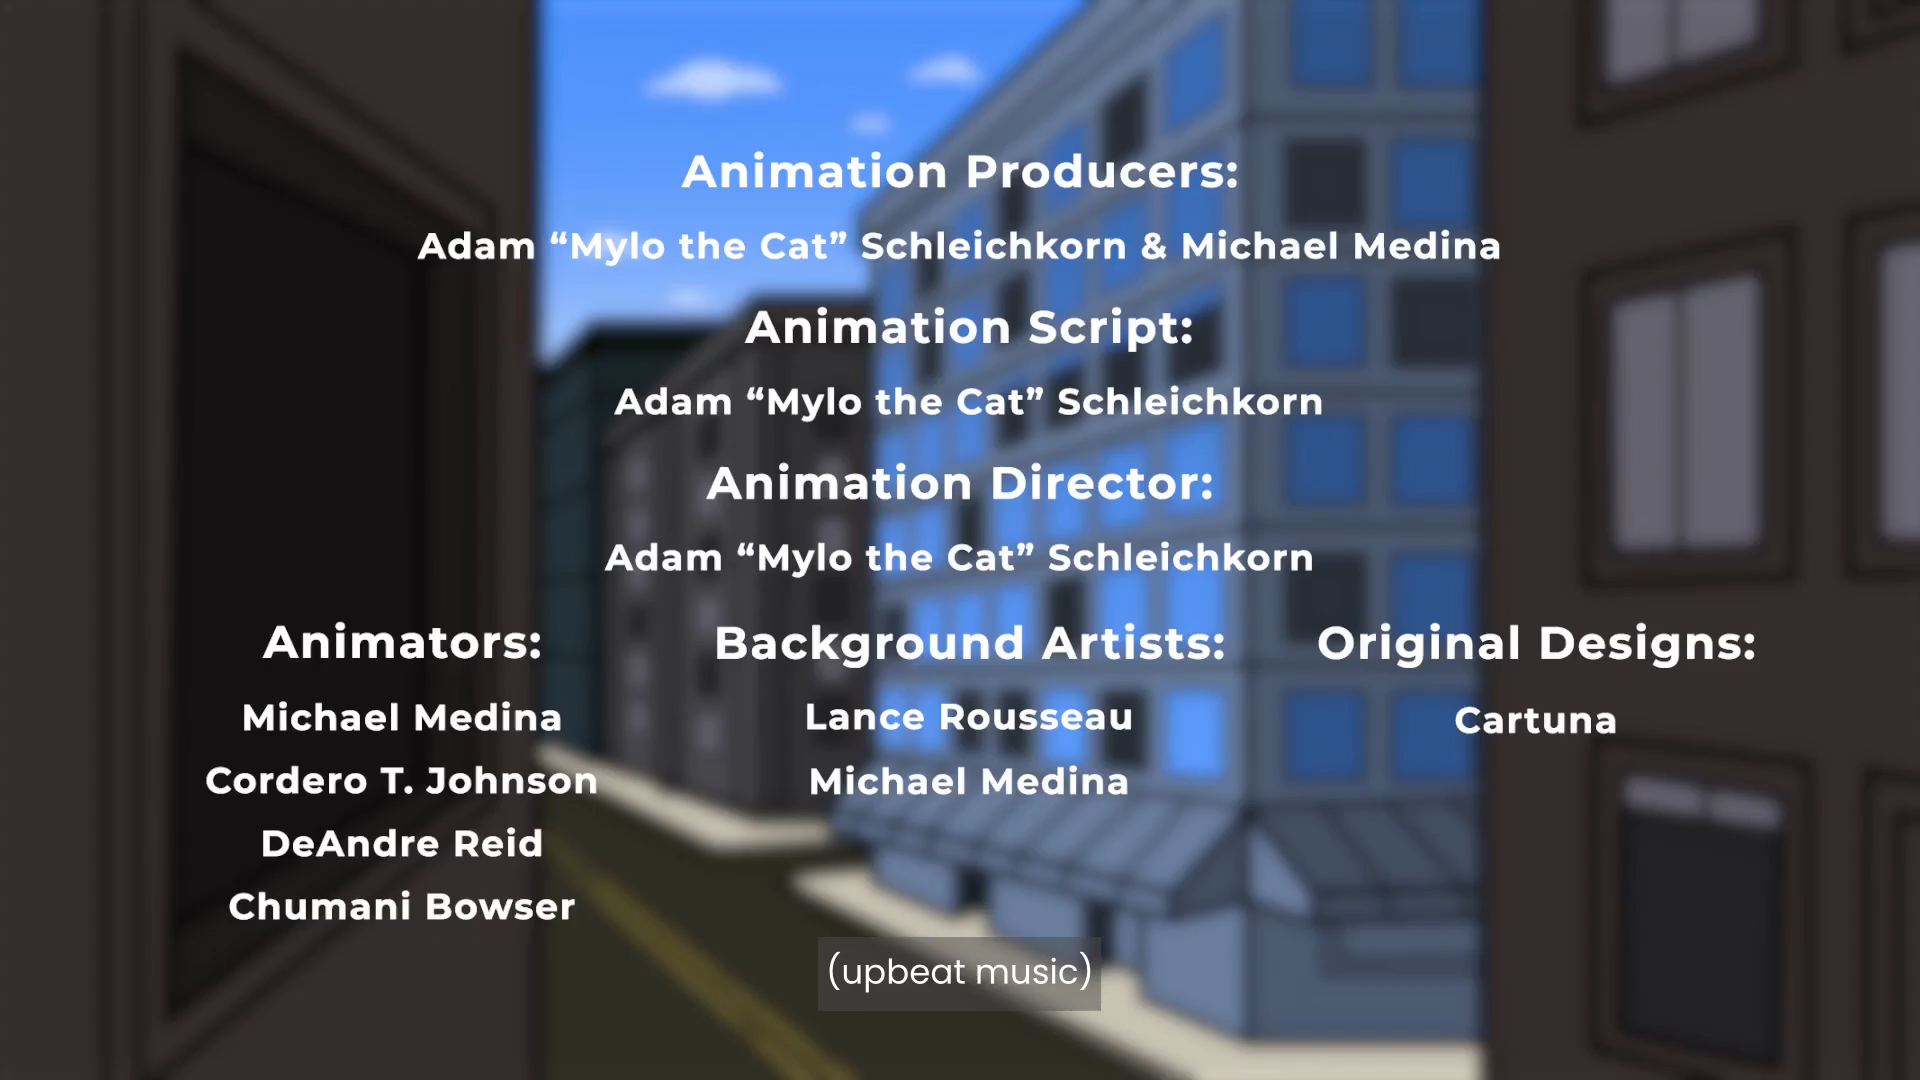 Animation Producers:
Adam “Mylo the Cat” Schleichkorn & Michael Medina
Animation Script:
Adam “Mylo the Cat” Schleichkorn
Animation Director:
Adam “Mylo the Cat” Schleichkorn
Animators:
Michael Medina
Cordero T. Johnson
DeAndre Reid
Chumani Bowser
Background Artists:
Lance Rousseau
Michael Medina
Original Designs:
Cartuna
(upbeat music)